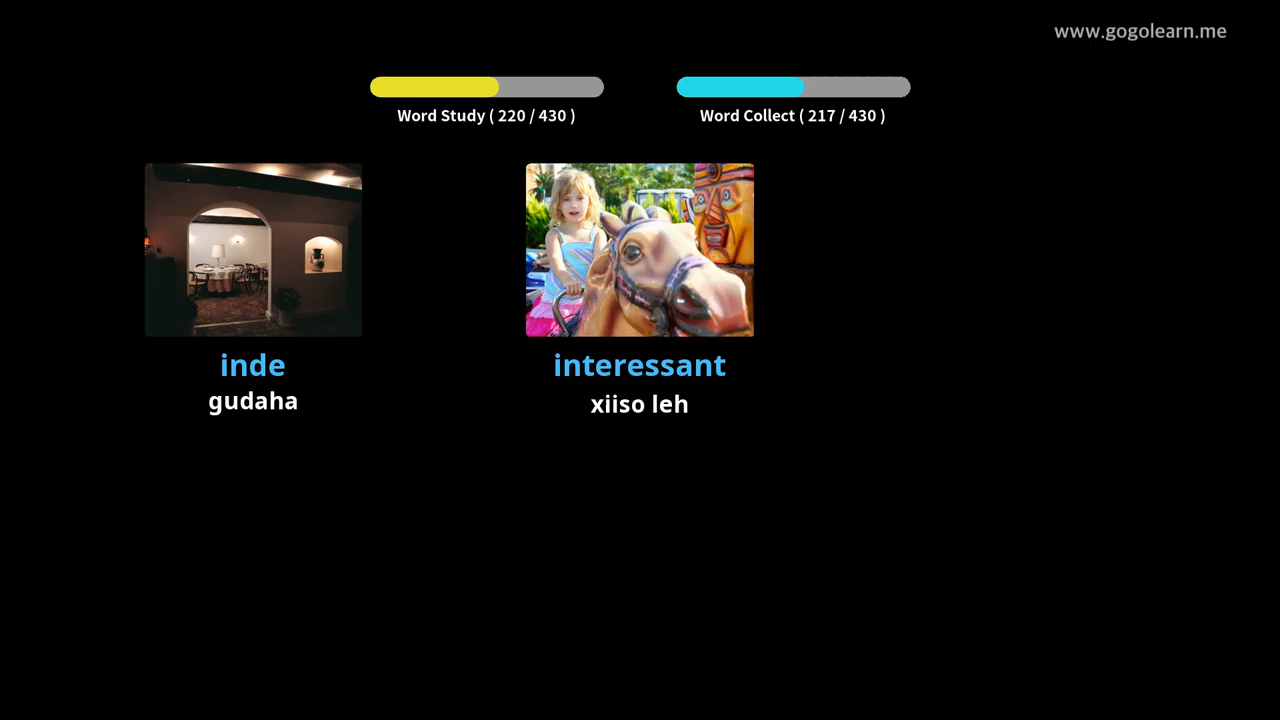 www.gogolearn.me
Word Study ( 220 / 430 )
Word Collect ( 217 / 430 )
inde
gudaha
interessant
xiiso leh